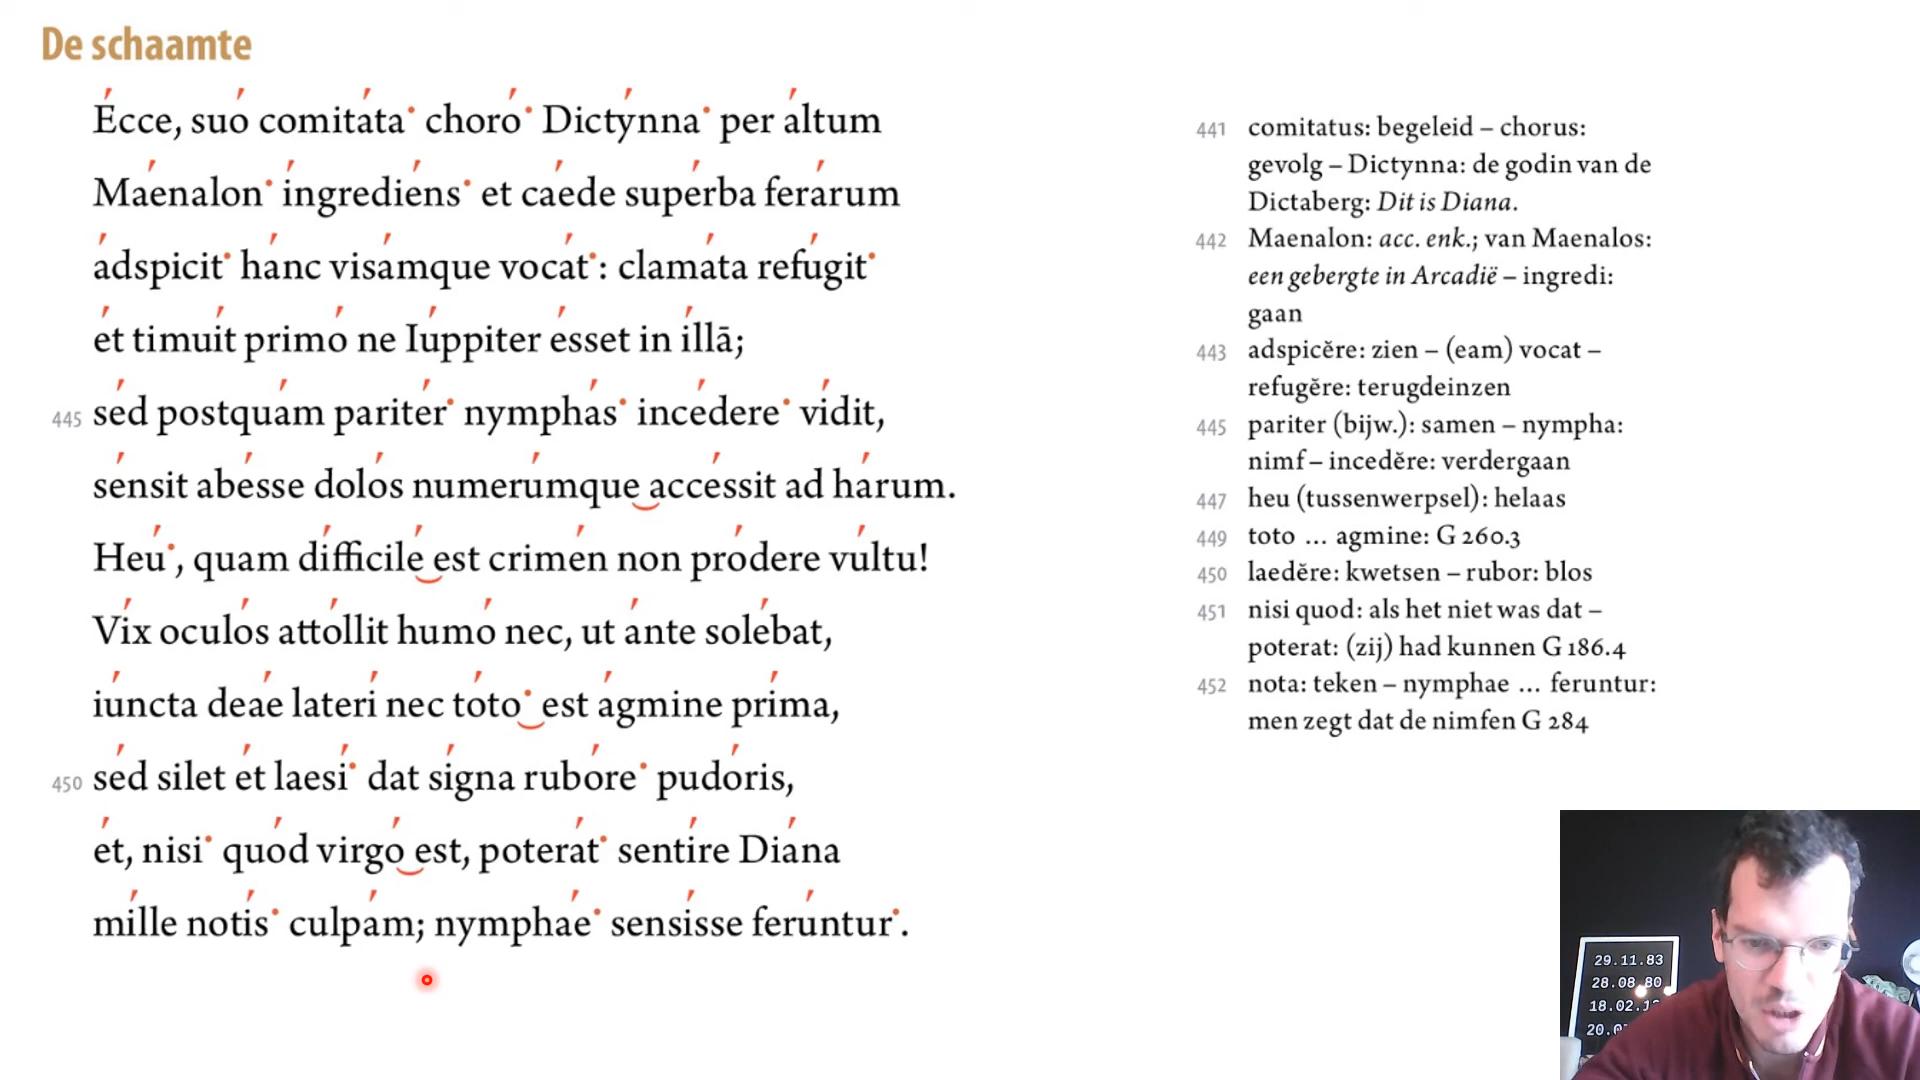 De schaamte
Ecce, suo comitata° choro° Dictynna° per altum
Maenalon° ingrediens° et caede superba ferarum
adspicit° hanc visamque vocat°: clamata refugit°
et timuit primo ne Iuppiter esset in illā;
445 sed postquam pariter° nymphas° incedere° vidit,
sensit abesse dolos numerumque accessit ad harum.
Heu°, quam difficile est crimen non prodere vultu!
Vix oculos attollit humo nec, ut ante solebat,
iuncta deae lateri nec toto° est agmine prima,
450 sed silet et laesi° dat signa rubore° pudoris,
et, nisi° quod virgo est, poterat° sentire Diana
mille notis° culpam; nymphae° sensisse feruntur°.
441 comitatus: begeleid – chorus:
gevolg – Dictynna: de godin van de
Dictaberg: Dit is Diana.
442 Maenalon: acc. enk.; van Maenalos:
een gebergte in Arcadië – ingredi:
gaan
443 adspicĕre: zien – (eam) vocat –
refugĕre: terugdeinzen
445 pariter (bijw.): samen – nympha:
nimf – incedĕre: verdergaan
447 heu (tussenwerpsel): helaas
449 toto … agmine: G 260.3
450 laedĕre: kwetsen – rubor: blos
451 nisi quod: als het niet was dat –
poterat: (zij) had kunnen G 186.4
452 nota: teken – nymphae … feruntur:
men zegt dat de nimfen G 284
29.11.83
28.08.80
18.02.1
20.0